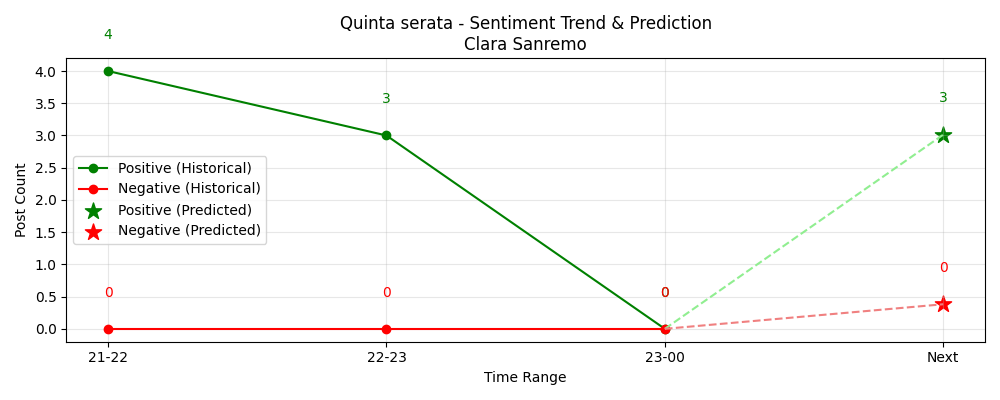 Quinta serata - Sentiment Trend & Prediction
Clara Sanremo
4
3
3
0
0
0
0
0
Post Count
4.0
3.5
3.0
2.5
2.0
1.5
1.0
0.5
0.0
Positive (Historical)
Negative (Historical)
Positive (Predicted)
Negative (Predicted)
21-22
22-23
23-00
Next
Time Range